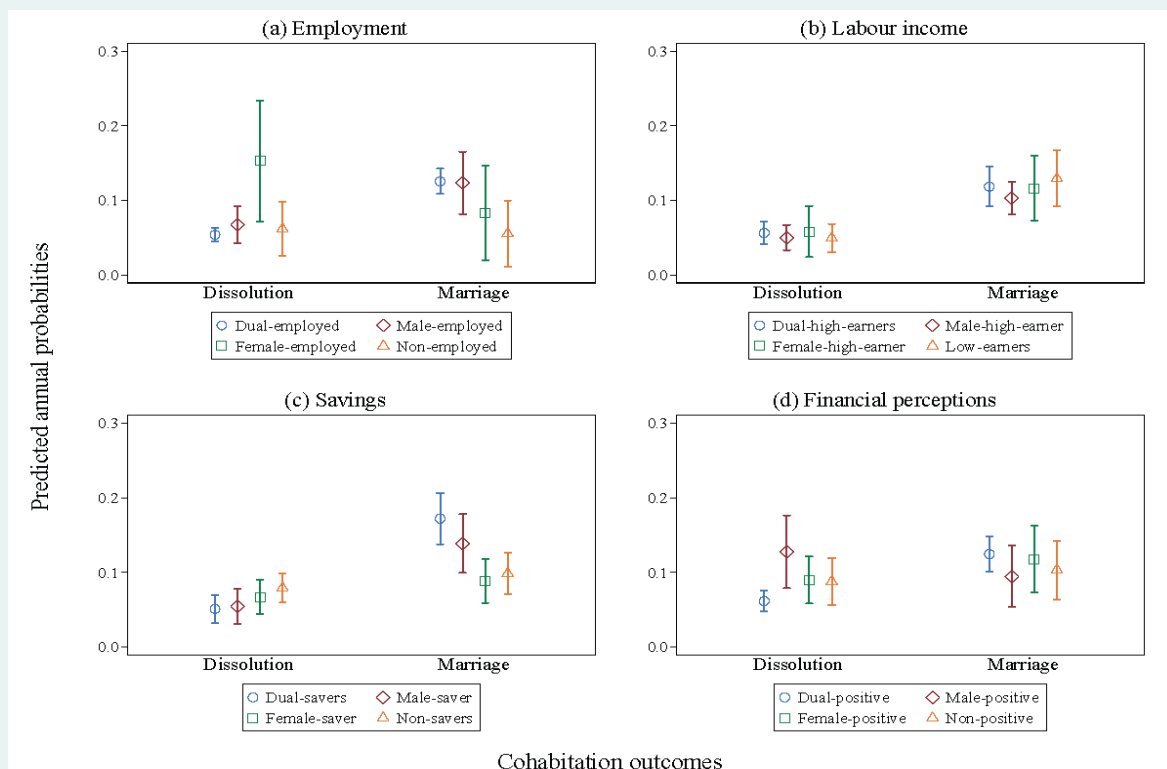 (a) Employment
(b) Labour income
Predicted annual probabilities
0.3
0.2
0.1
0.0
Dissolution
Marriage
Dual-employed
Male-employed
Female-employed
Non-employed
0.3
0.2
0.1
0.0
Dissolution
Marriage
Dual-high-earners
Male-high-earner
Female-high-earner
Low-earners
(c) Savings
(d) Financial perceptions
0.3
0.2
0.1
0.0
Dissolution
Marriage
Dual-savers
Male-saver
Female-saver
Non-savers
0.3
0.2
0.1
0.0
Dissolution
Marriage
Dual-positive
Male-positive
Female-positive
Non-positive
Cohabitation outcomes